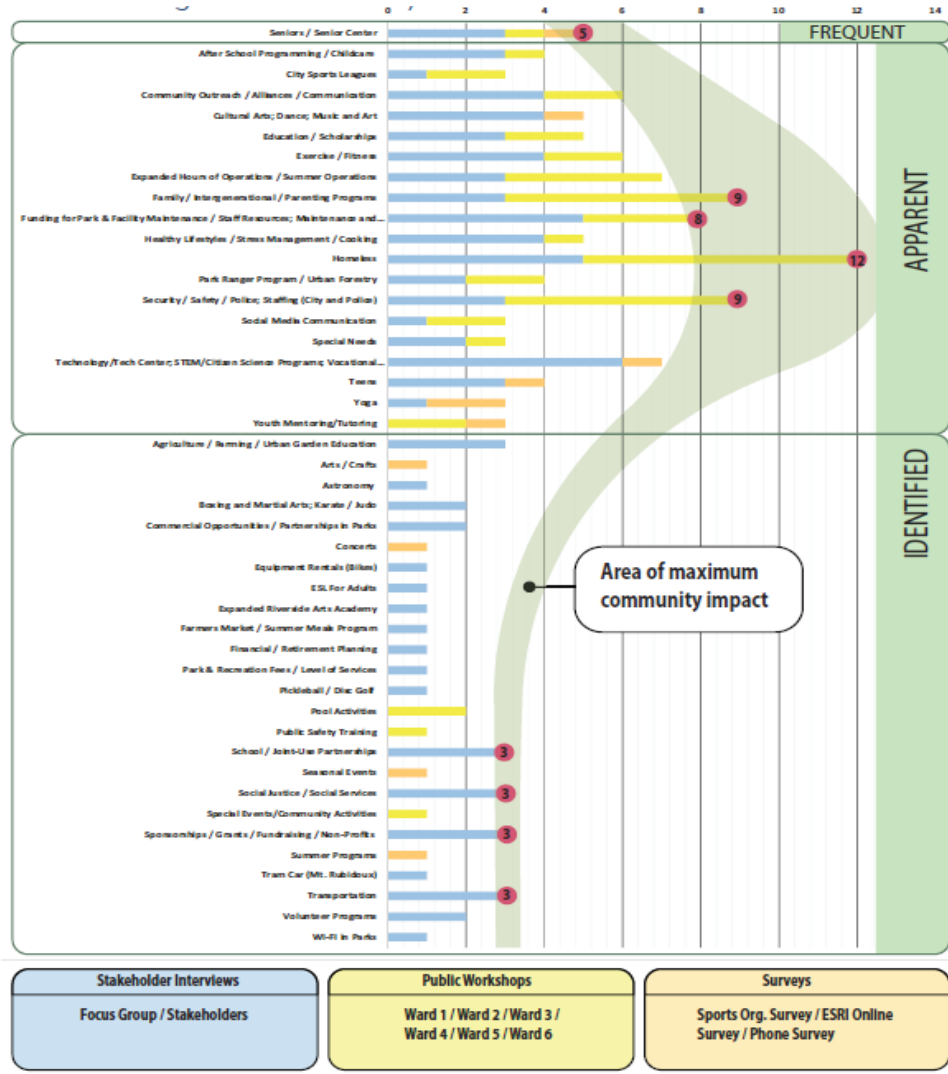 0 2 4 6 8 10 12 14
Seniors / Senior Center 5 FREQUENT
After School Programming / Childcare
City Sports Leagues
Community Outreach / Alliances / Communication
Cultural Arts; Dance; Music and Art
Education / Scholarships
Exercise / Fitness
Expanded Hours of Operations / Summer Operations
Family / Intergenerational / Parenting Programs 9
Funding for Park & Facility Maintenance / Staff Resources; Maintenance and... 8
Healthy Lifestyles / Stress Management / Cooking
Homeless 12
Park Ranger Program / Urban Forestry
Security / Safety / Police; Staffing (City and Police) 9
Social Media Communication
Special Needs
Technology/Tech Center; STEM/Citizen Science Programs; Vocational...
Teens
Yoga
Youth Mentoring/Tutoring
APPARENT
Agriculture / Farming / Urban Garden Education
Arts / Crafts
Astronomy
Boxing and Martial Arts; Karate / Judo
Commercial Opportunities / Partnerships in Parks
Concerts
Equipment Rentals (Bikes)
ESL For Adults
Expanded Riverside Arts Academy
Farmers Market / Summer Meals Program
Financial / Retirement Planning
Park & Recreation Fees / Level of Services
Pickleball / Disc Golf
Pool Activities
Public Safety Training
School / Joint-Use Partnerships 3
Seasonal Events
Social Justice / Social Services 3
Special Events/Community Activities
Sponsorships / Grants / Fundraising / Non-Profits 3
Summer Programs
Tram Car (Mt. Rubidoux)
Transportation 3
Volunteer Programs
WI-FI in Parks
IDENTIFIED
Area of maximum
community impact
Stakeholder Interviews
Focus Group / Stakeholders
Public Workshops
Ward 1 / Ward 2 / Ward 3 /
Ward 4 / Ward 5 / Ward 6
Surveys
Sports Org. Survey / ESRI Online
Survey / Phone Survey